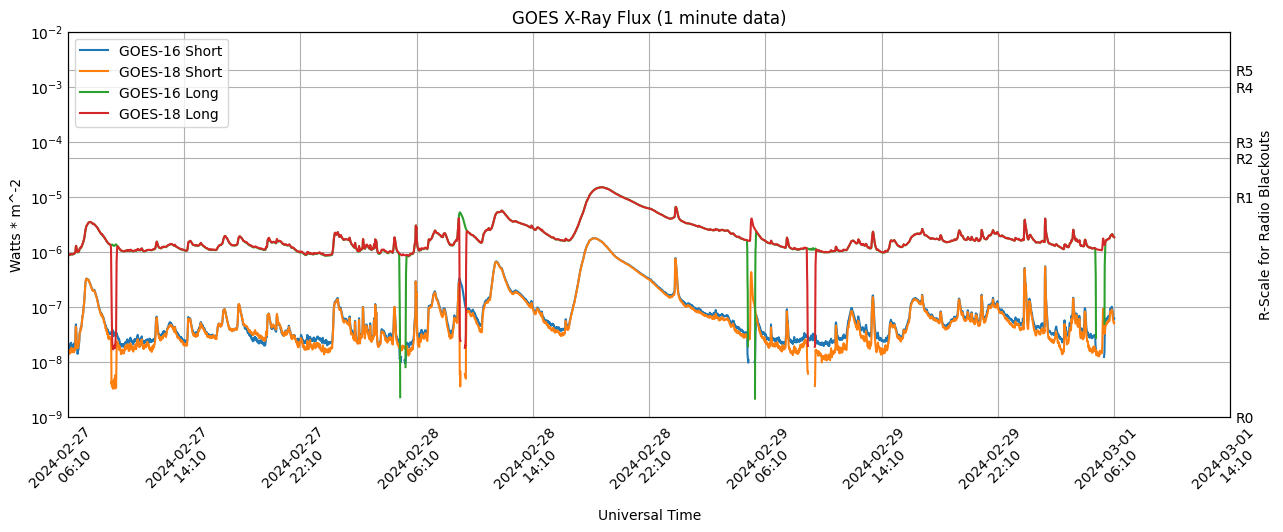 GOES X-Ray Flux (1 minute data)
GOES-16 Short
GOES-18 Short
GOES-16 Long
GOES-18 Long
Watts * m^-2
10^-2
10^-3
10^-4
10^-5
10^-6
10^-7
10^-8
10^-9
R5
R4
R3
R2
R1
R0
R-Scale for Radio Blackouts
2024-02-27
06:10
2024-02-27
14:10
2024-02-27
22:10
2024-02-28
06:10
2024-02-28
14:10
2024-02-28
22:10
2024-02-29
06:10
2024-02-29
14:10
2024-02-29
22:10
2024-03-01
06:10
2024-03-01
14:10
Universal Time